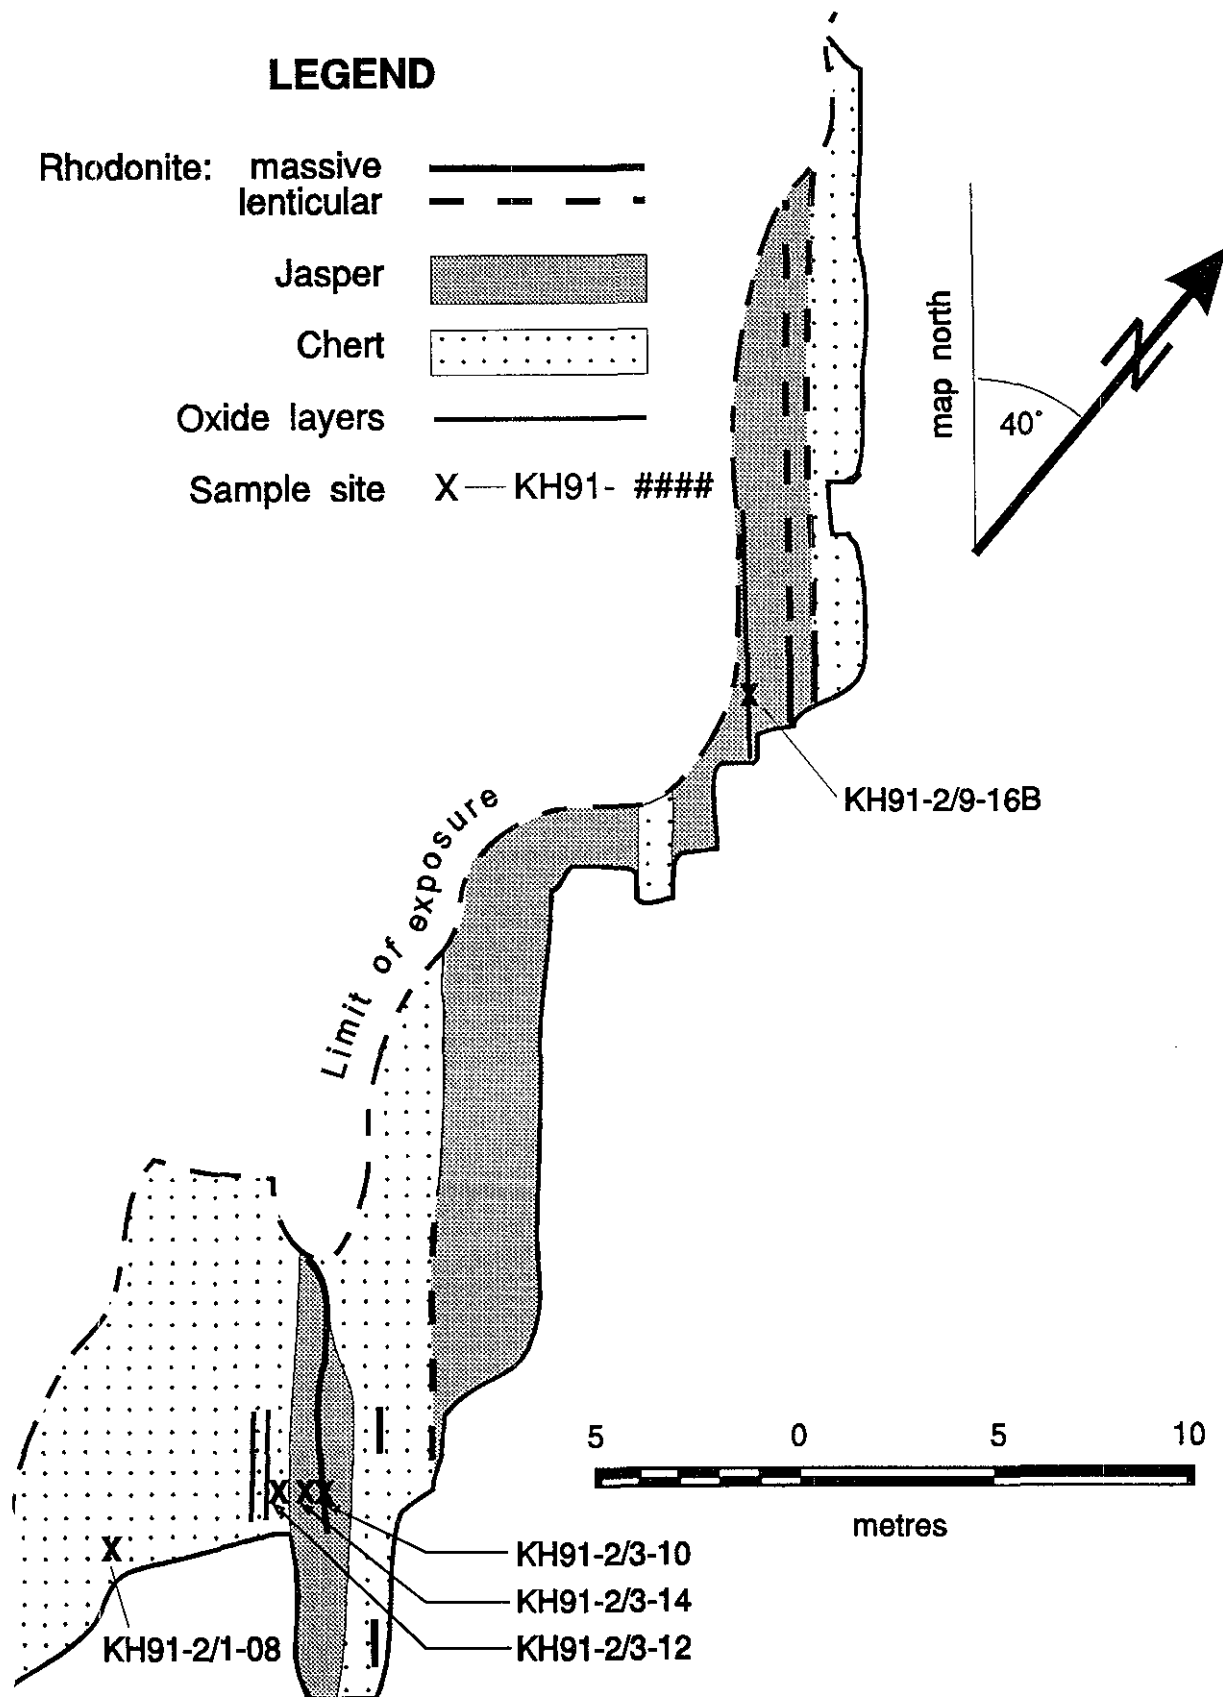 LEGEND
Rhodonite: massive
lenticular
Jasper
Chert
Oxide layers
Sample site X — KH91- ####
map north
40°
N
X
KH91-2/9-16B
Limit of exposure
5 0 5 10
metres
X X X
X
KH91-2/3-10
KH91-2/3-14
KH91-2/1-08
KH91-2/3-12